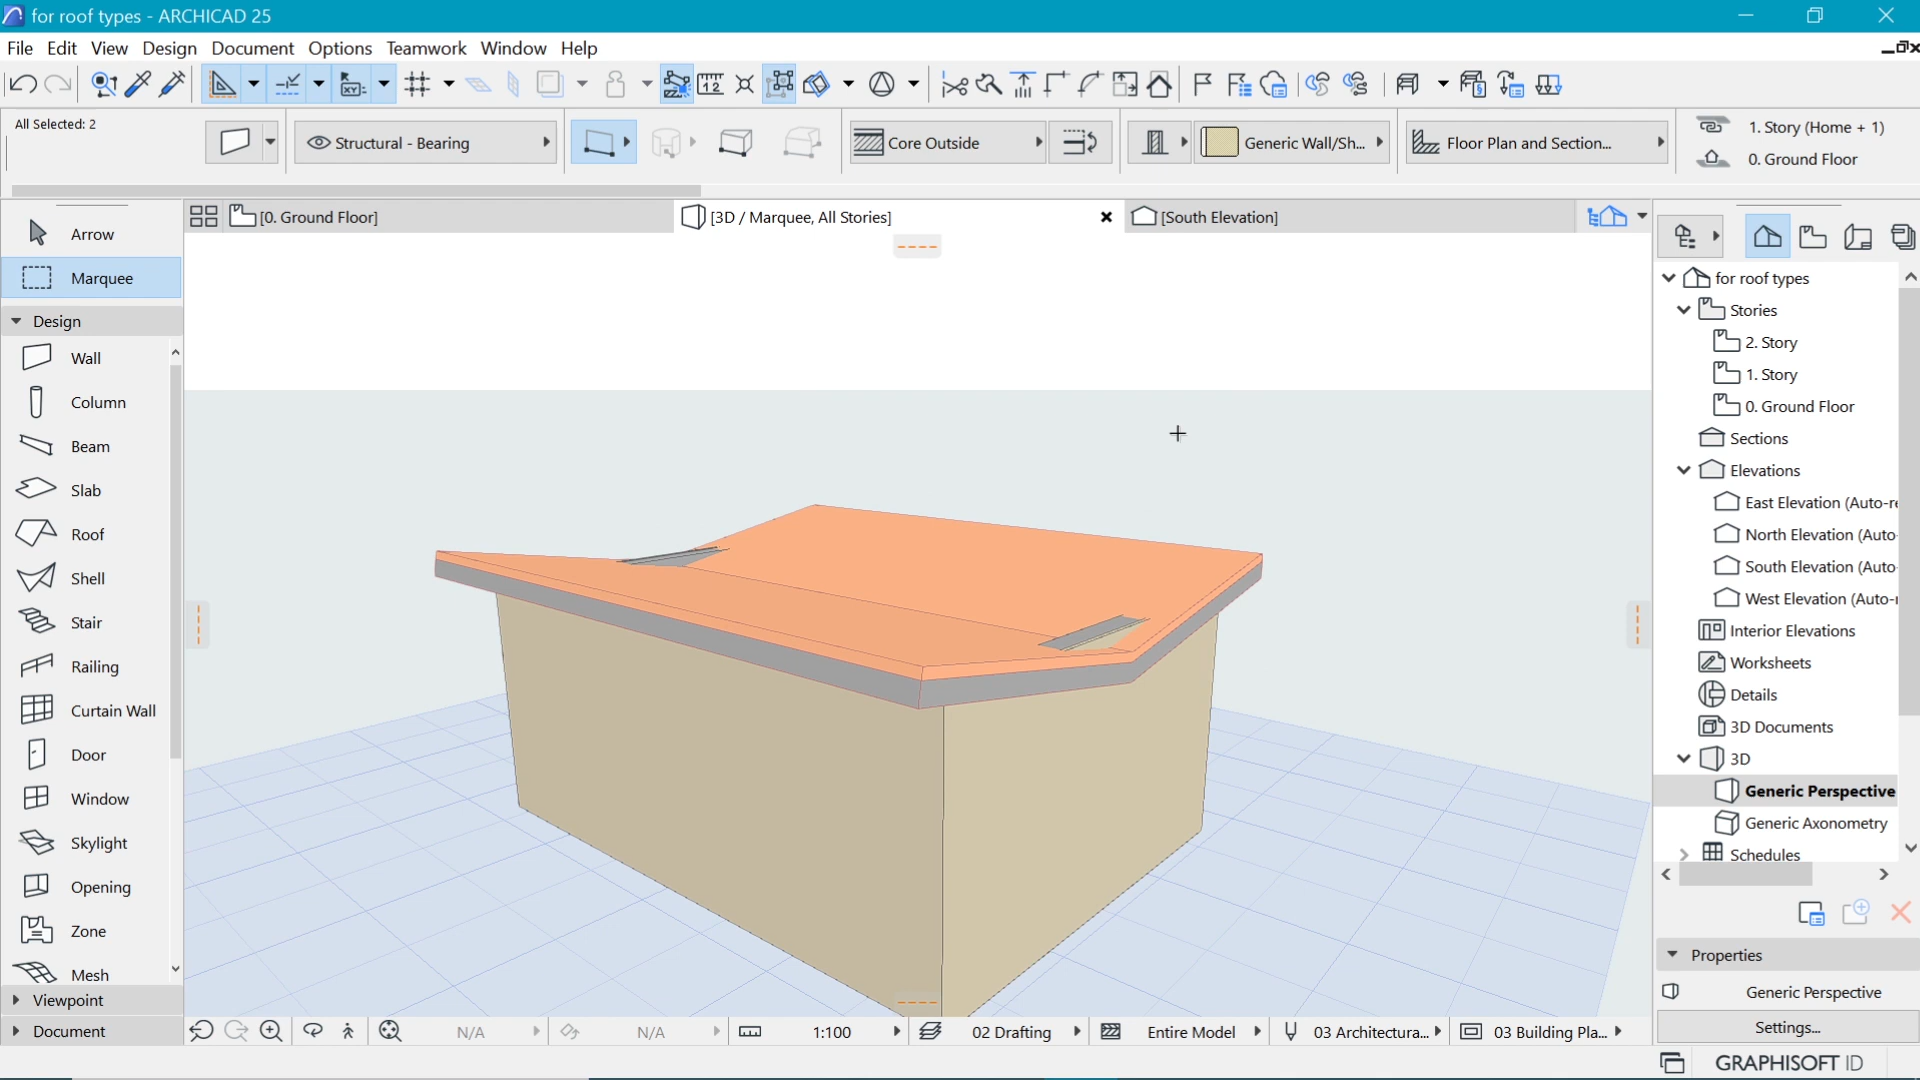 for roof types - ARCHICAD 25
File Edit View Design Document Options Teamwork Window Help
All Selected: 2
Structural - Bearing
Core Outside
Generic Wall/Sh...
Floor Plan and Section...
1. Story (Home + 1)
0. Ground Floor
[0. Ground Floor]
[3D / Marquee, All Stories]
[South Elevation]
Arrow
Marquee
Design
Wall
Column
Beam
Slab
Roof
Shell
Stair
Railing
Curtain Wall
Door
Window
Skylight
Opening
Zone
Mesh
Viewpoint
Document
for roof types
Stories
2. Story
1. Story
0. Ground Floor
Sections
Elevations
East Elevation (Auto-re
North Elevation (Auto-
South Elevation (Auto-
West Elevation (Auto-r
Interior Elevations
Worksheets
Details
3D Documents
3D
Generic Perspective
Generic Axonometry
Schedules
Properties
Generic Perspective
Settings...
N/A
N/A
1:100
02 Drafting
Entire Model
03 Architectura...
03 Building Pla...
GRAPHISOFT ID